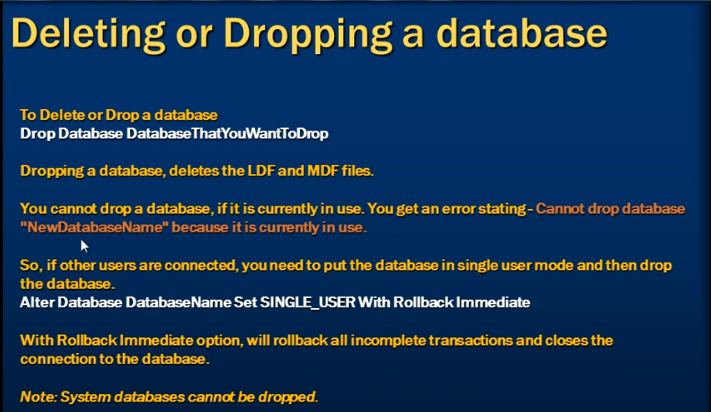 Deleting or Dropping a database
To Delete or Drop a database
Drop Database DatabaseThatYouWantToDrop
Dropping a database, deletes the LDF and MDF files.
You cannot drop a database, if it is currently in use. You get an error stating - Cannot drop database
"NewDatabaseName" because it is currently in use.
So, if other users are connected, you need to put the database in single user mode and then drop
the database.
Alter Database DatabaseName Set SINGLE_USER With Rollback Immediate
With Rollback Immediate option, will rollback all incomplete transactions and closes the
connection to the database.
Note: System databases cannot be dropped.